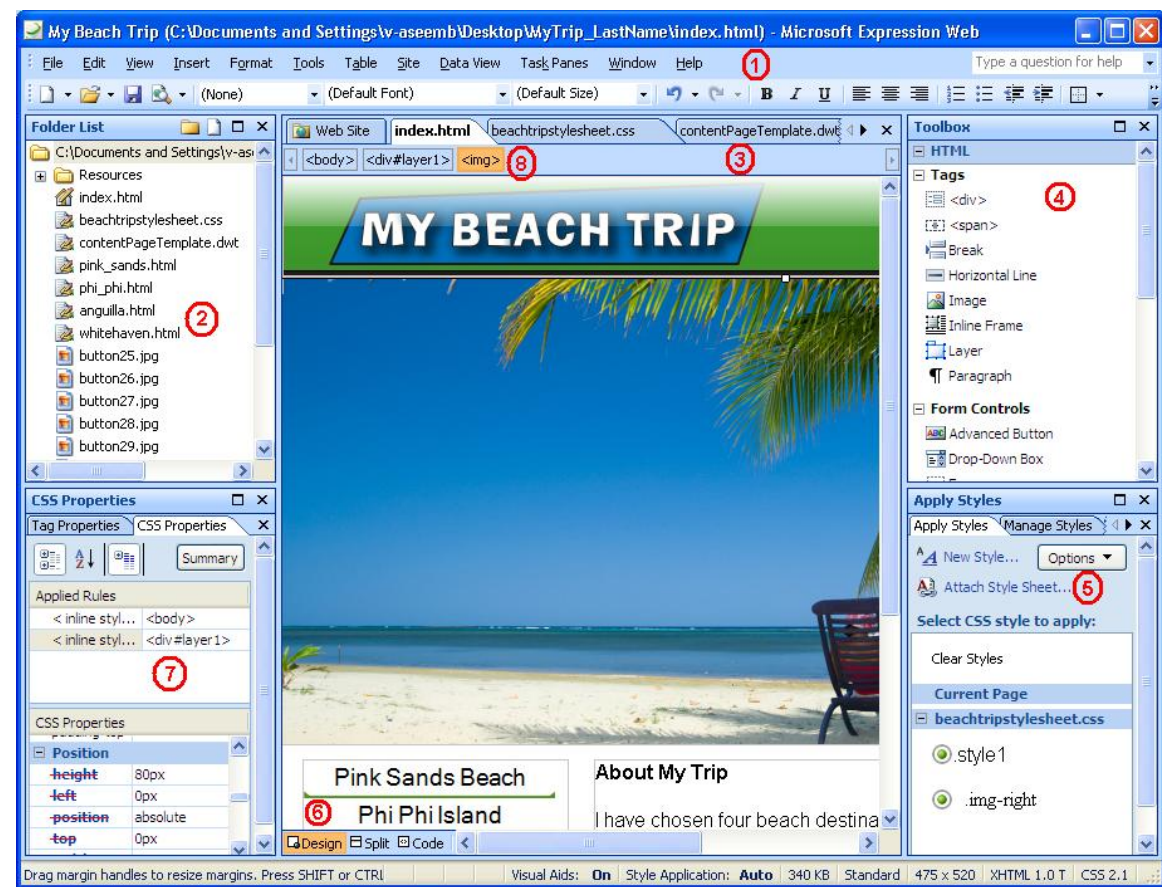 My Beach Trip (C:\Documents and Settings\v-aseemb\Desktop\MyTrip_LastName\index.html) - Microsoft Expression Web
File Edit View Insert Format Tools Table Site Data View Task Panes Window Help 1 Type a question for help
(None) (Default Font) (Default Size) B I U
Folder List
C:\Documents and Settings\v-as
Resources
index.html
beachtripstylesheet.css
contentPageTemplate.dwt
pink_sands.html
phi_phi.html
anguilla.html
2
whitehaven.html
button25.jpg
button26.jpg
button27.jpg
button28.jpg
button29.jpg
Web Site index.html beachtripstylesheet.css contentPageTemplate.dwt
<body> <div#layer1> <img> 8 3
MY BEACH TRIP
Pink Sands Beach
Phi Phi Island
6
About My Trip
I have chosen four beach destina
Design Split Code
Toolbox
HTML
Tags
<div>
4
<span>
Break
Horizontal Line
Image
Inline Frame
Layer
Paragraph
Form Controls
ABC Advanced Button
Drop-Down Box
CSS Properties
Tag Properties CSS Properties
Summary
Applied Rules
< inline styl... <body>
< inline styl... <div#layer1>
7
CSS Properties
padding-top
Position
height 80px
left 0px
position absolute
top 0px
Apply Styles
Apply Styles Manage Styles
New Style... Options
Attach Style Sheet... 5
Select CSS style to apply:
Clear Styles
Current Page
beachtripstylesheet.css
.style1
.img-right
Drag margin handles to resize margins. Press SHIFT or CTRL Visual Aids: On Style Application: Auto 340 KB Standard 475 x 520 XHTML 1.0 T CSS 2.1